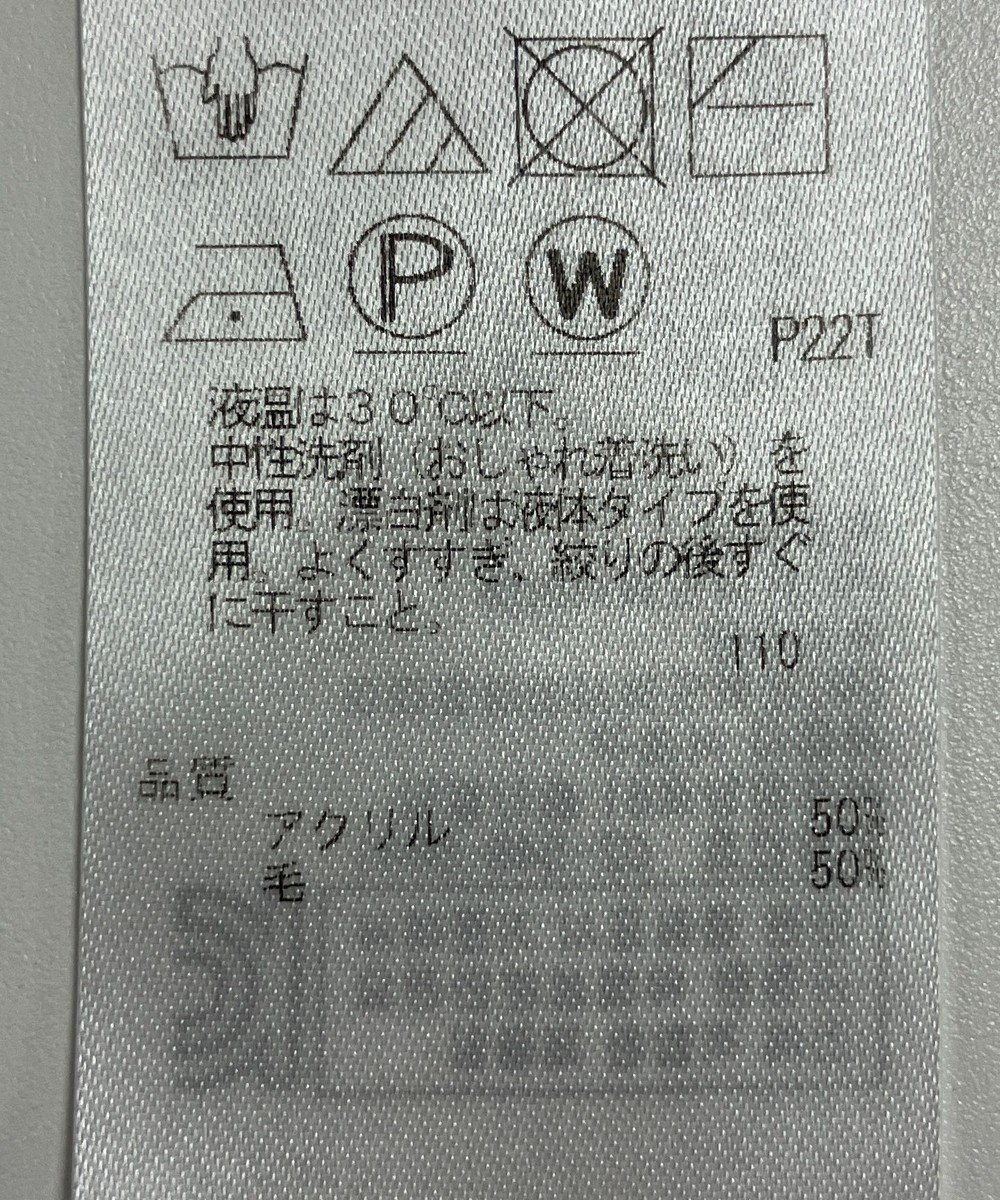 P
W
P22T
液温は30℃以下。
中性洗剤（おしゃれ着洗い）を
使用。漂白剤は液体タイプを使
用。よくすすぎ、絞りの後すぐ
に干すこと。
110
品質
アクリル 50%
毛 50%